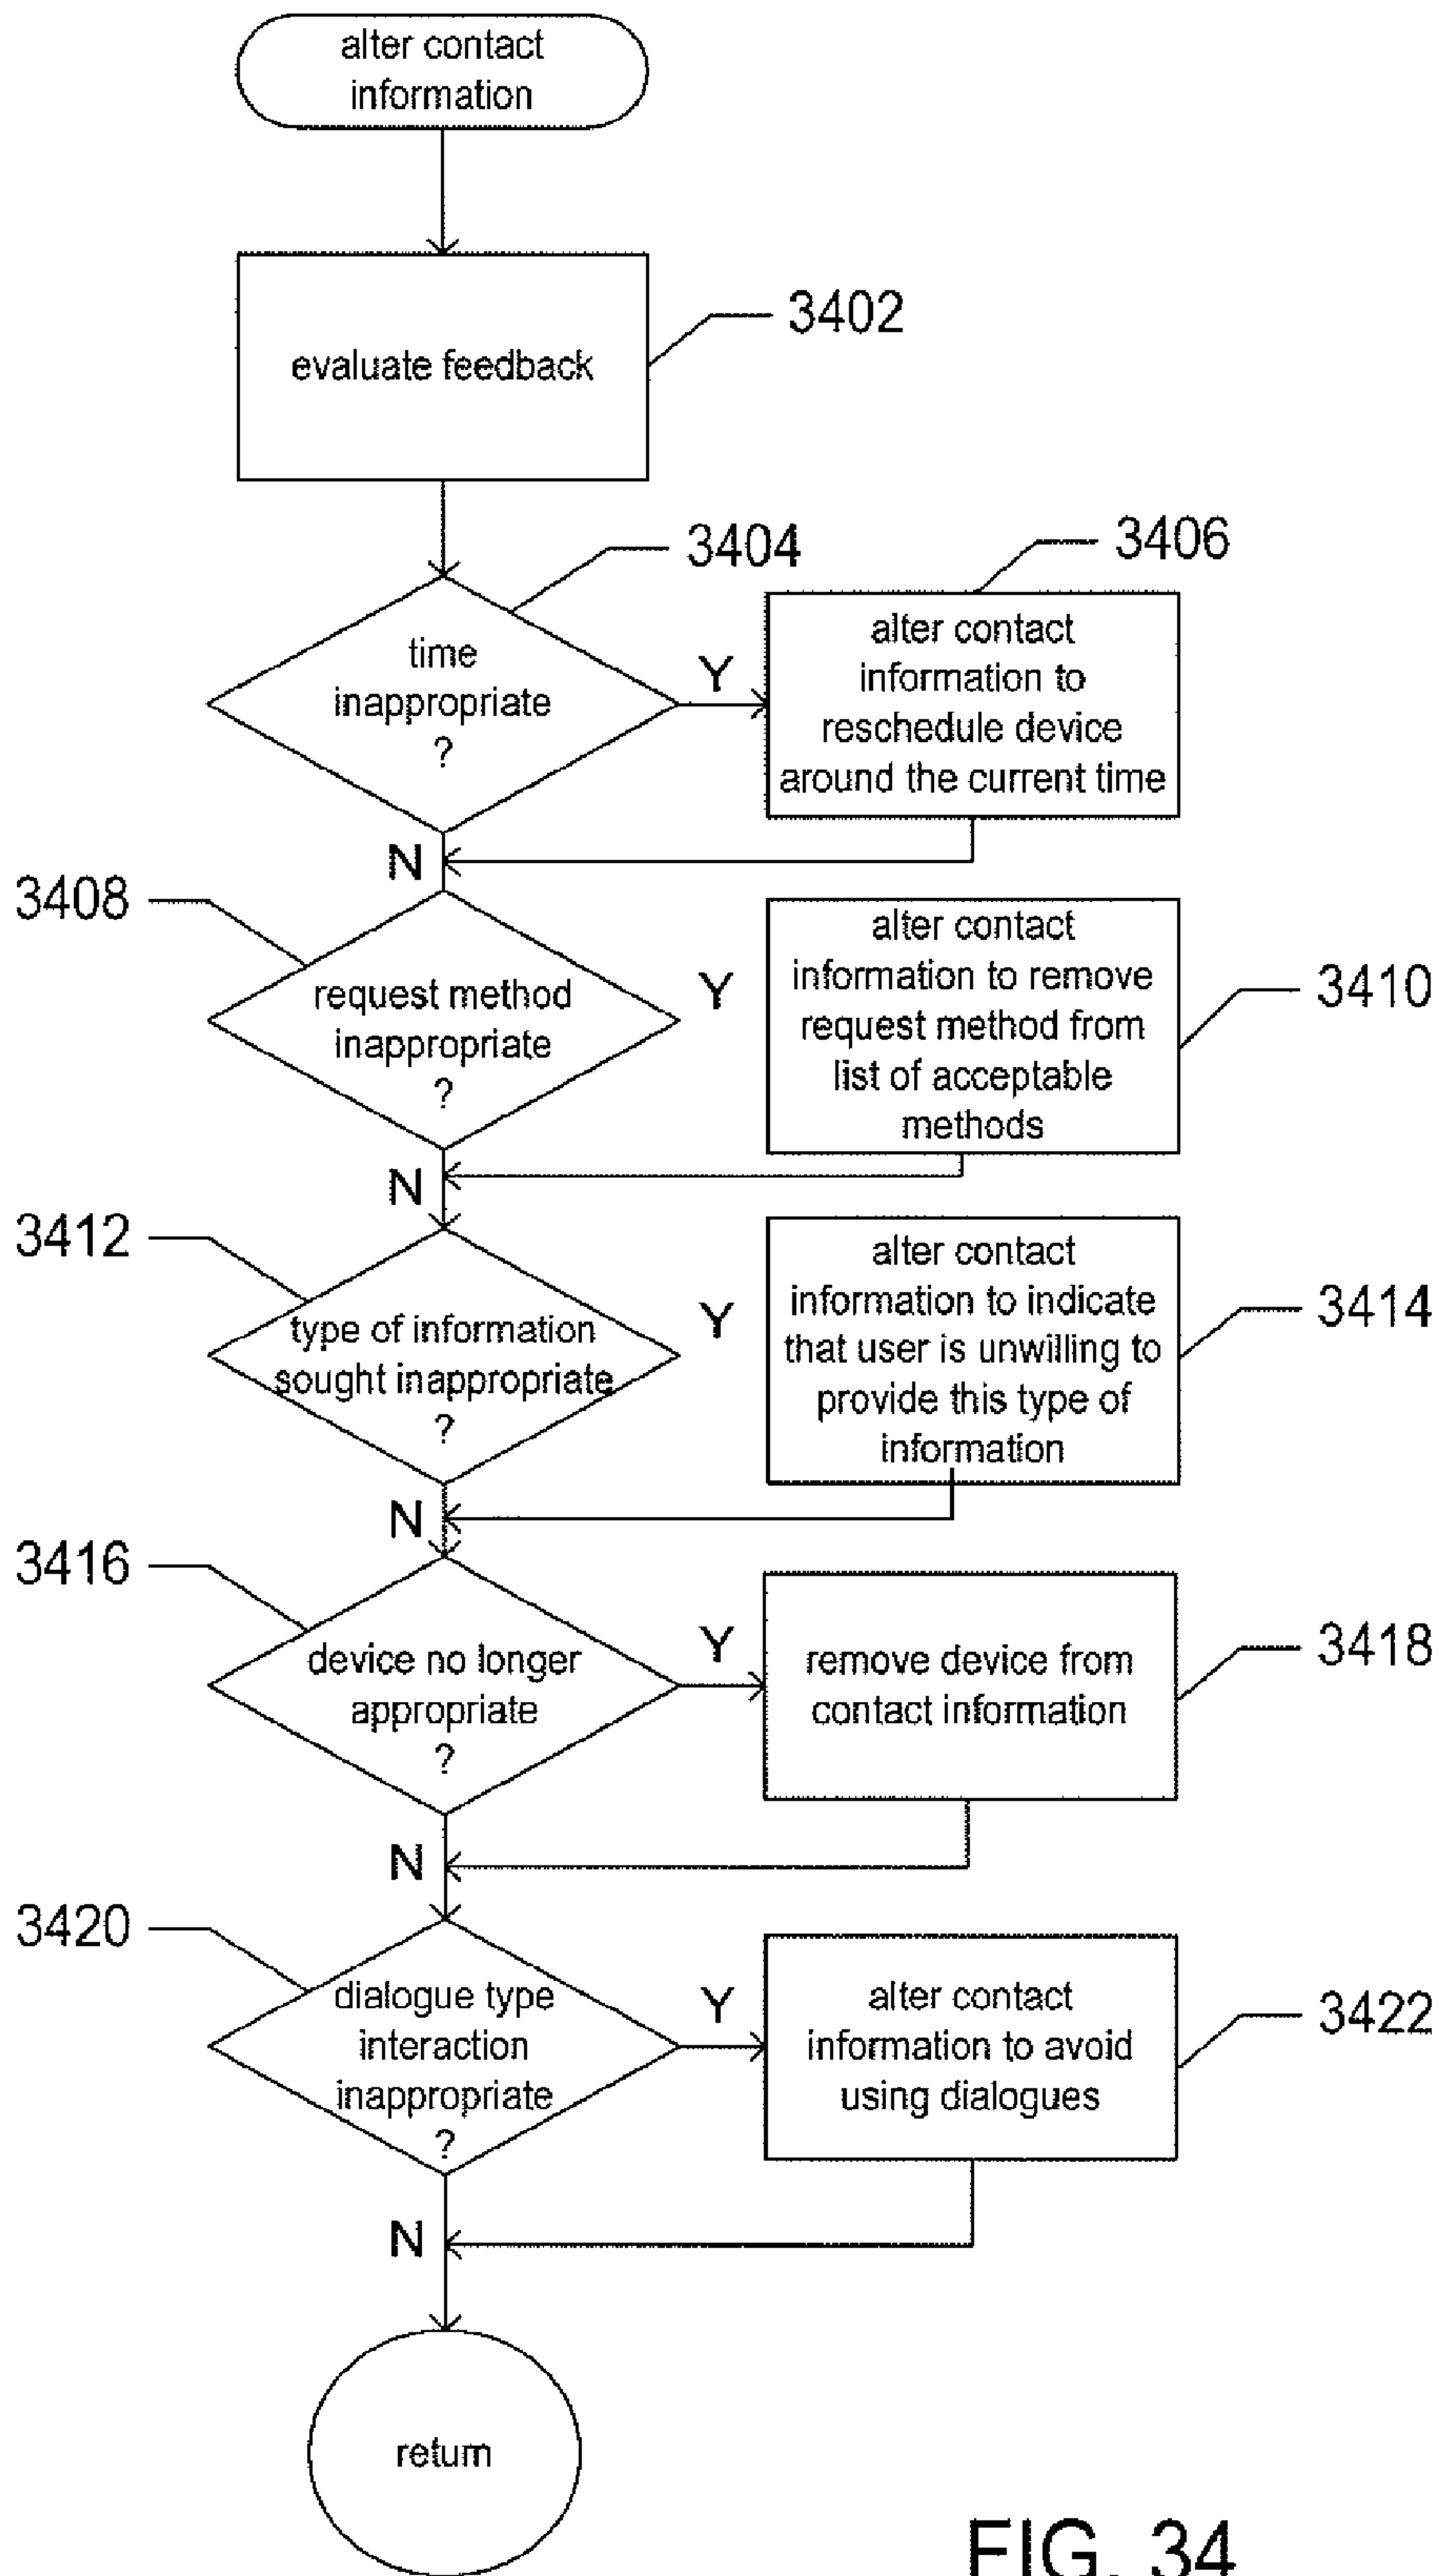 alter contact
information
3402
evaluate feedback
3404
3406
time
inappropriate
?
Y
alter contact
information to
reschedule device
around the current time
N
3408
request method
inappropriate
?
Y
alter contact
information to remove
request method from
list of acceptable
methods
3410
N
3412
type of information
sought inappropriate
?
Y
alter contact
information to indicate
that user is unwilling to
provide this type of
information
3414
N
3416
device no longer
appropriate
?
Y
remove device from
contact information
3418
N
3420
dialogue type
interaction
inappropriate
?
Y
alter contact
information to avoid
using dialogues
3422
N
return
FIG. 34